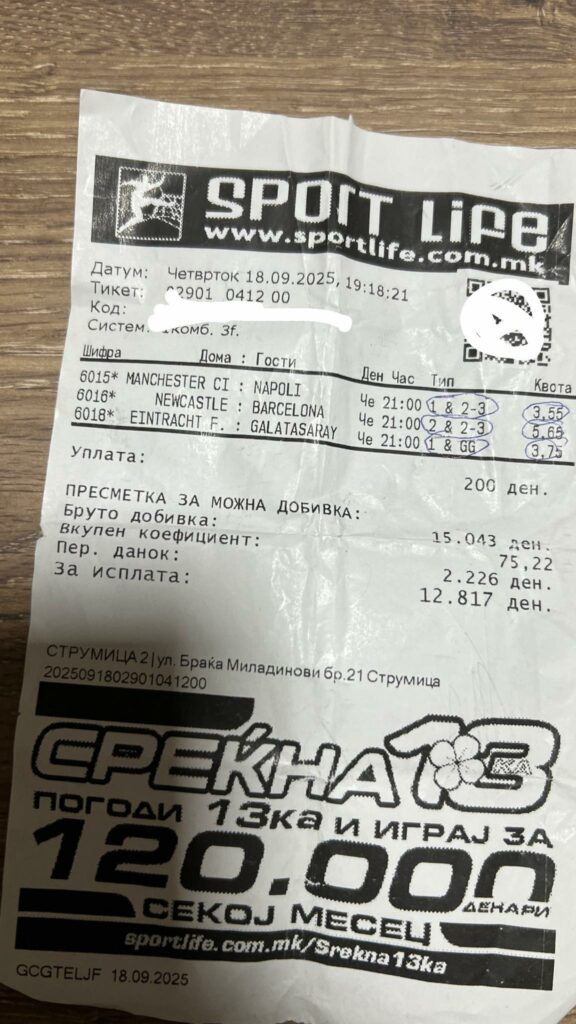 SPORT LIFE
www.sportlife.com.mk
Датум: Четврток 18.09.2025, 19:18:21
Тикет: 02901 0412 00
Код:
Систем. 1комб. 3f.
Шифра Дома : Гости Ден Час Тип Квота
6015* MANCHESTER CI : NAPOLI Че 21:00 1 & 2-3 3,55
6016* NEWCASTLE : BARCELONA Че 21:00 2 & 2-3 5,65
6018* EINTRACHT F. : GALATASARAY Че 21:00 1 & GG 3,75
Уплата: 200 ден.
ПРЕСМЕТКА ЗА МОЖНА ДОБИВКА:
Бруто добивка: 15.043 ден.
Вкупен коефициент: 75,22
Пер. данок: 2.226 ден.
За исплата: 12.817 ден.
СТРУМИЦА 2 | ул. Браќа Миладинови бр.21 Струмица
2025091802901041200
СРЕЌНА 13КА
ПОГОДИ 13ка И ИГРАЈ ЗА
120.000
ДЕНАРИ
СЕКОЈ МЕСЕЦ
sportlife.com.mk/Srekna13ka
GCGTELJF 18.09.2025